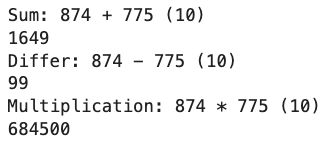 Sum: 874 + 775 (10)
1649
Differ: 874 - 775 (10)
99
Multiplication: 874 * 775 (10)
684500